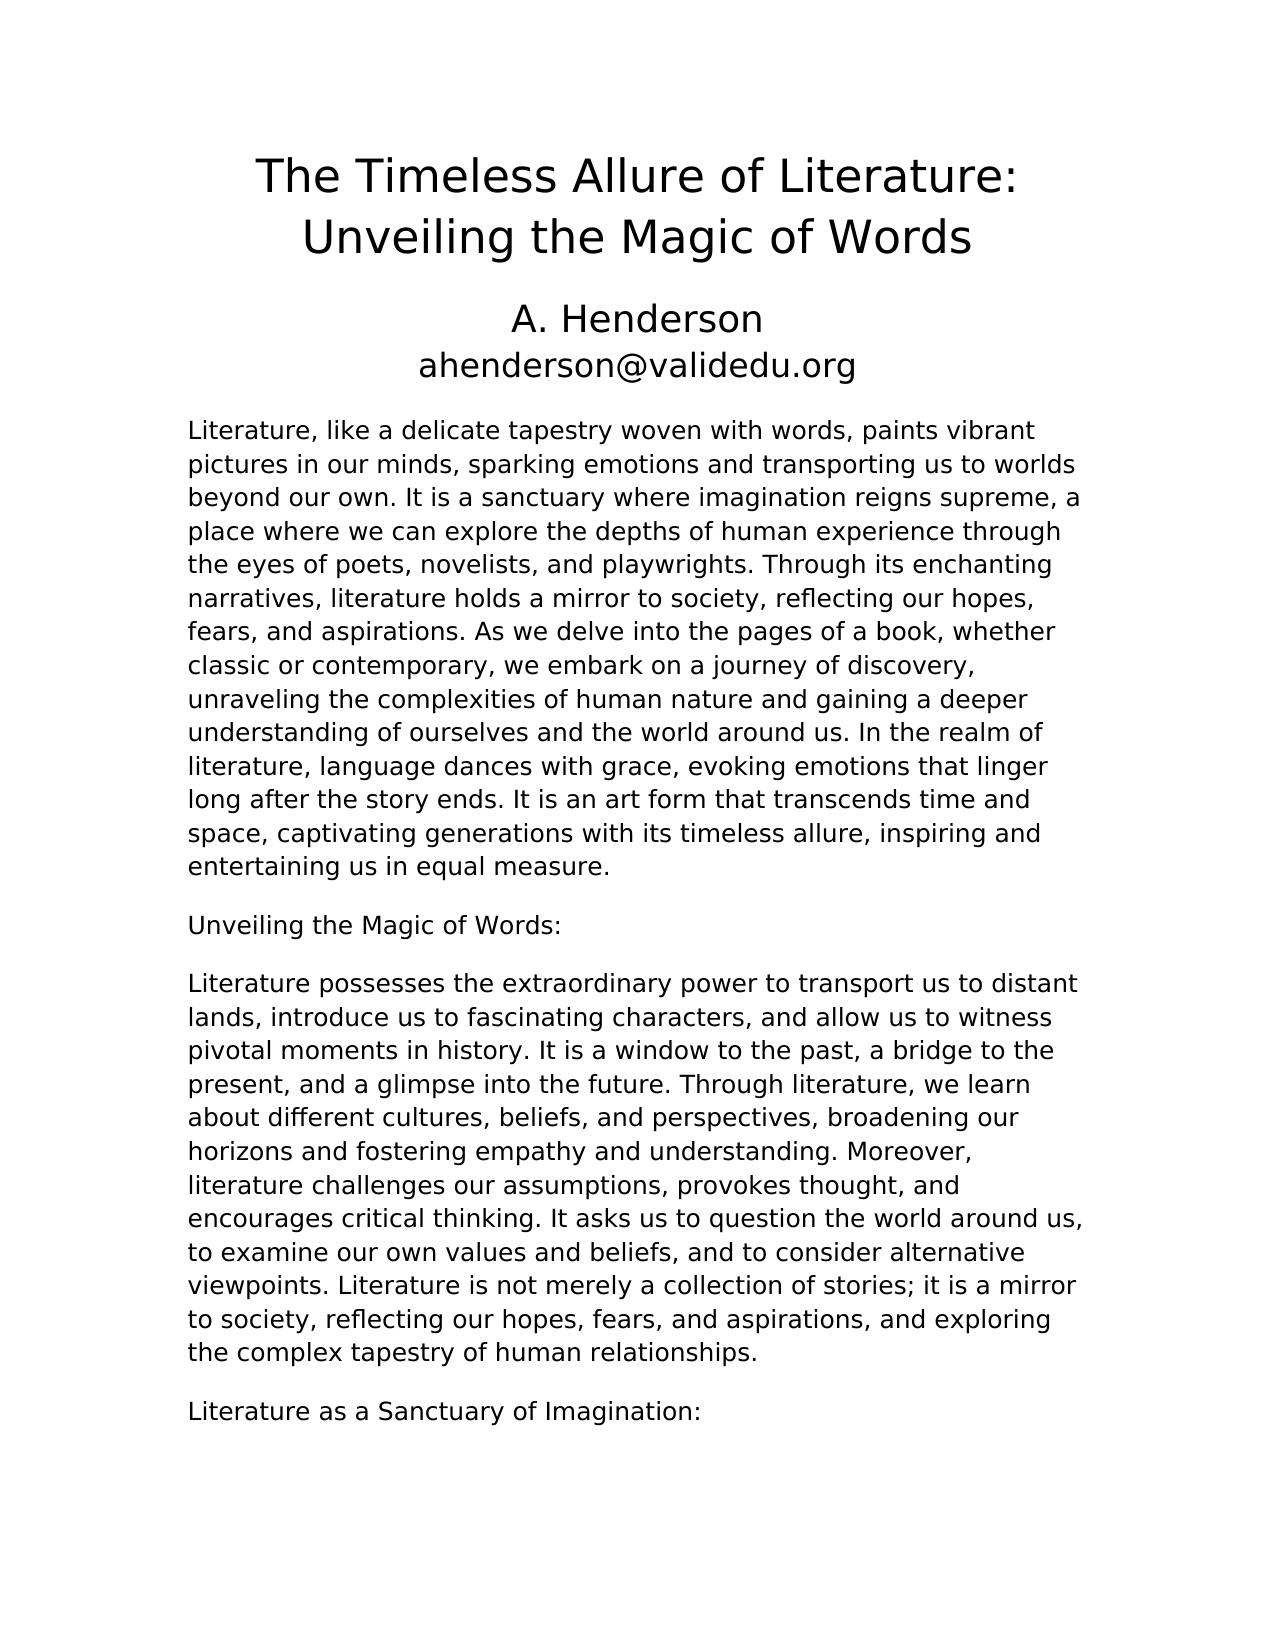 The Timeless Allure of Literature:
Unveiling the Magic of Words
A. Henderson
ahenderson@validedu.org
Literature, like a delicate tapestry woven with words, paints vibrant
pictures in our minds, sparking emotions and transporting us to worlds
beyond our own. It is a sanctuary where imagination reigns supreme, a
place where we can explore the depths of human experience through
the eyes of poets, novelists, and playwrights. Through its enchanting
narratives, literature holds a mirror to society, reflecting our hopes,
fears, and aspirations. As we delve into the pages of a book, whether
classic or contemporary, we embark on a journey of discovery,
unraveling the complexities of human nature and gaining a deeper
understanding of ourselves and the world around us. In the realm of
literature, language dances with grace, evoking emotions that linger
long after the story ends. It is an art form that transcends time and
space, captivating generations with its timeless allure, inspiring and
entertaining us in equal measure.
Unveiling the Magic of Words:
Literature possesses the extraordinary power to transport us to distant
lands, introduce us to fascinating characters, and allow us to witness
pivotal moments in history. It is a window to the past, a bridge to the
present, and a glimpse into the future. Through literature, we learn
about different cultures, beliefs, and perspectives, broadening our
horizons and fostering empathy and understanding. Moreover,
literature challenges our assumptions, provokes thought, and
encourages critical thinking. It asks us to question the world around us,
to examine our own values and beliefs, and to consider alternative
viewpoints. Literature is not merely a collection of stories; it is a mirror
to society, reflecting our hopes, fears, and aspirations, and exploring
the complex tapestry of human relationships.
Literature as a Sanctuary of Imagination: